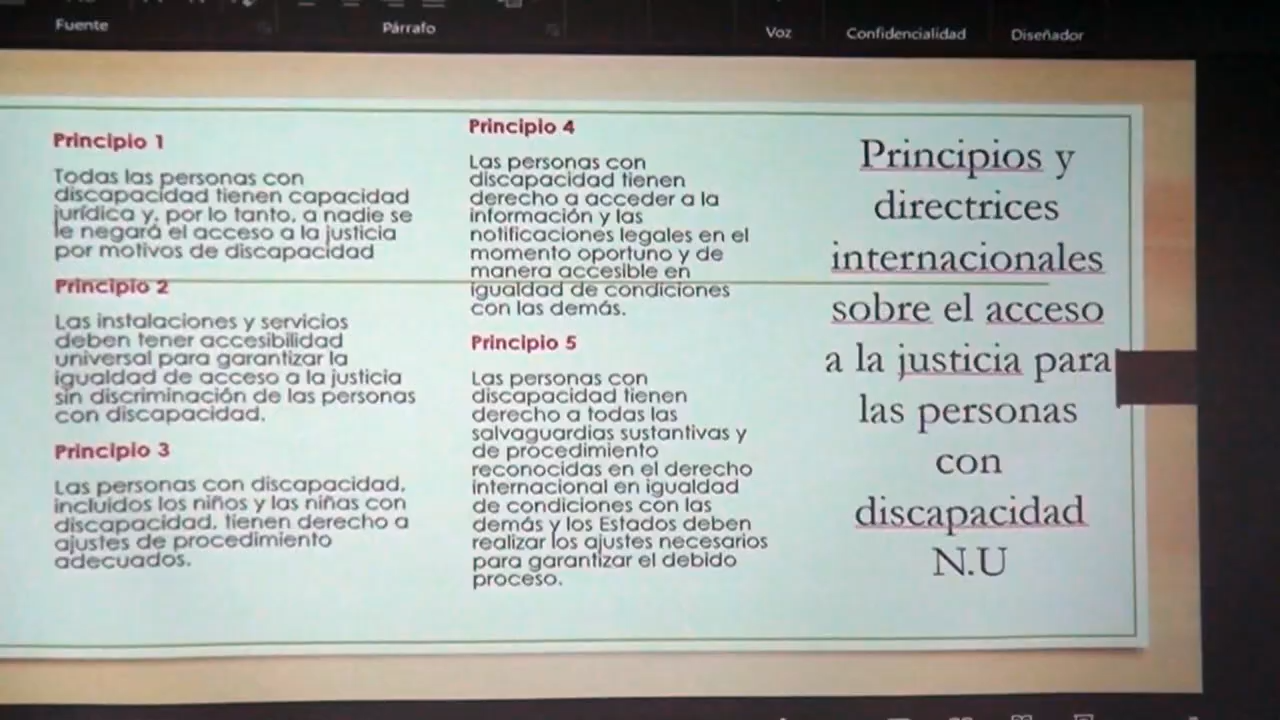 Fuente
Párrafo
Voz
Confidencialidad
Diseñador
Principio 1
Todas las personas con
discapacidad tienen capacidad
jurídica y, por lo tanto, a nadie se
le negará el acceso a la justicia
por motivos de discapacidad
Principio 2
Las instalaciones y servicios
deben tener accesibilidad
universal para garantizar la
igualdad de acceso a la justicia
sin discriminación de las personas
con discapacidad.
Principio 3
Las personas con discapacidad,
incluidos los niños y las niñas con
discapacidad, tienen derecho a
ajustes de procedimiento
adecuados.
Principio 4
Las personas con
discapacidad tienen
derecho a acceder a la
información y las
notificaciones legales en el
momento oportuno y de
manera accesible en
igualdad de condiciones
con las demás.
Principio 5
Las personas con
discapacidad tienen
derecho a todas las
salvaguardias sustantivas y
de procedimiento
reconocidas en el derecho
internacional en igualdad
de condiciones con las
demás y los Estados deben
realizar los ajustes necesarios
para garantizar el debido
proceso.
Principios y
directrices
internacionales
sobre el acceso
a la justicia para
las personas
con
discapacidad
N.U